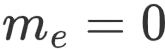 m_e = 0